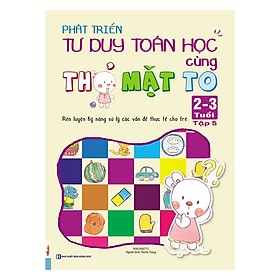 PHÁT TRIỂN
TƯ DUY TOÁN HỌC
cùng
THỎ MẶT TO
2-3
Tuổi
Tập 5
Rèn luyện kỹ năng xử lý các vấn đề thực tế cho trẻ